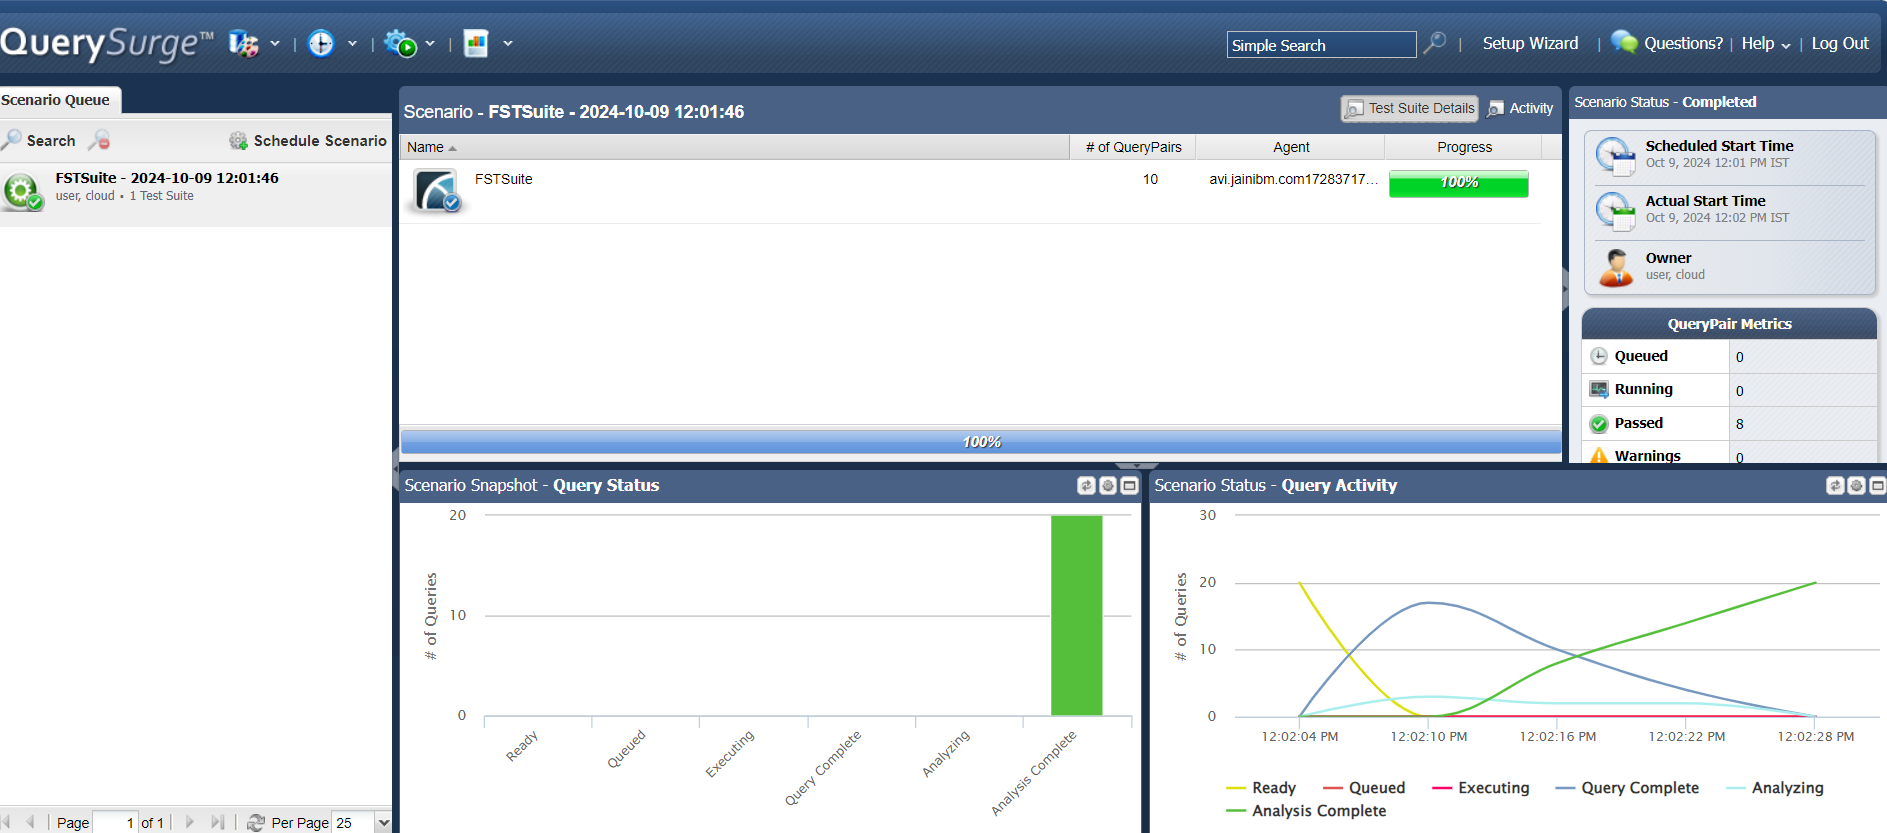 QuerySurge™
Simple Search
Setup Wizard
Questions?
Help
Log Out
Scenario Queue
Search
Schedule Scenario
FSTSuite - 2024-10-09 12:01:46
user, cloud • 1 Test Suite
Page 1 of 1
Per Page 25
Scenario - FSTSuite - 2024-10-09 12:01:46
Test Suite Details
Activity
Name # of QueryPairs Agent Progress
FSTSuite 10 avi.jainibm.com17283717... 100%
100%
Scenario Status - Completed
Scheduled Start Time
Oct 9, 2024 12:01 PM IST
Actual Start Time
Oct 9, 2024 12:02 PM IST
Owner
user, cloud
QueryPair Metrics
Queued 0
Running 0
Passed 8
Warnings 0
Scenario Snapshot - Query Status
20
10
0
# of Queries
Ready
Queued
Executing
Query Complete
Analyzing
Analysis Complete
Scenario Status - Query Activity
30
20
10
0
# of Queries
12:02:04 PM 12:02:10 PM 12:02:16 PM 12:02:22 PM 12:02:28 PM
Ready Queued Executing Query Complete Analyzing
Analysis Complete